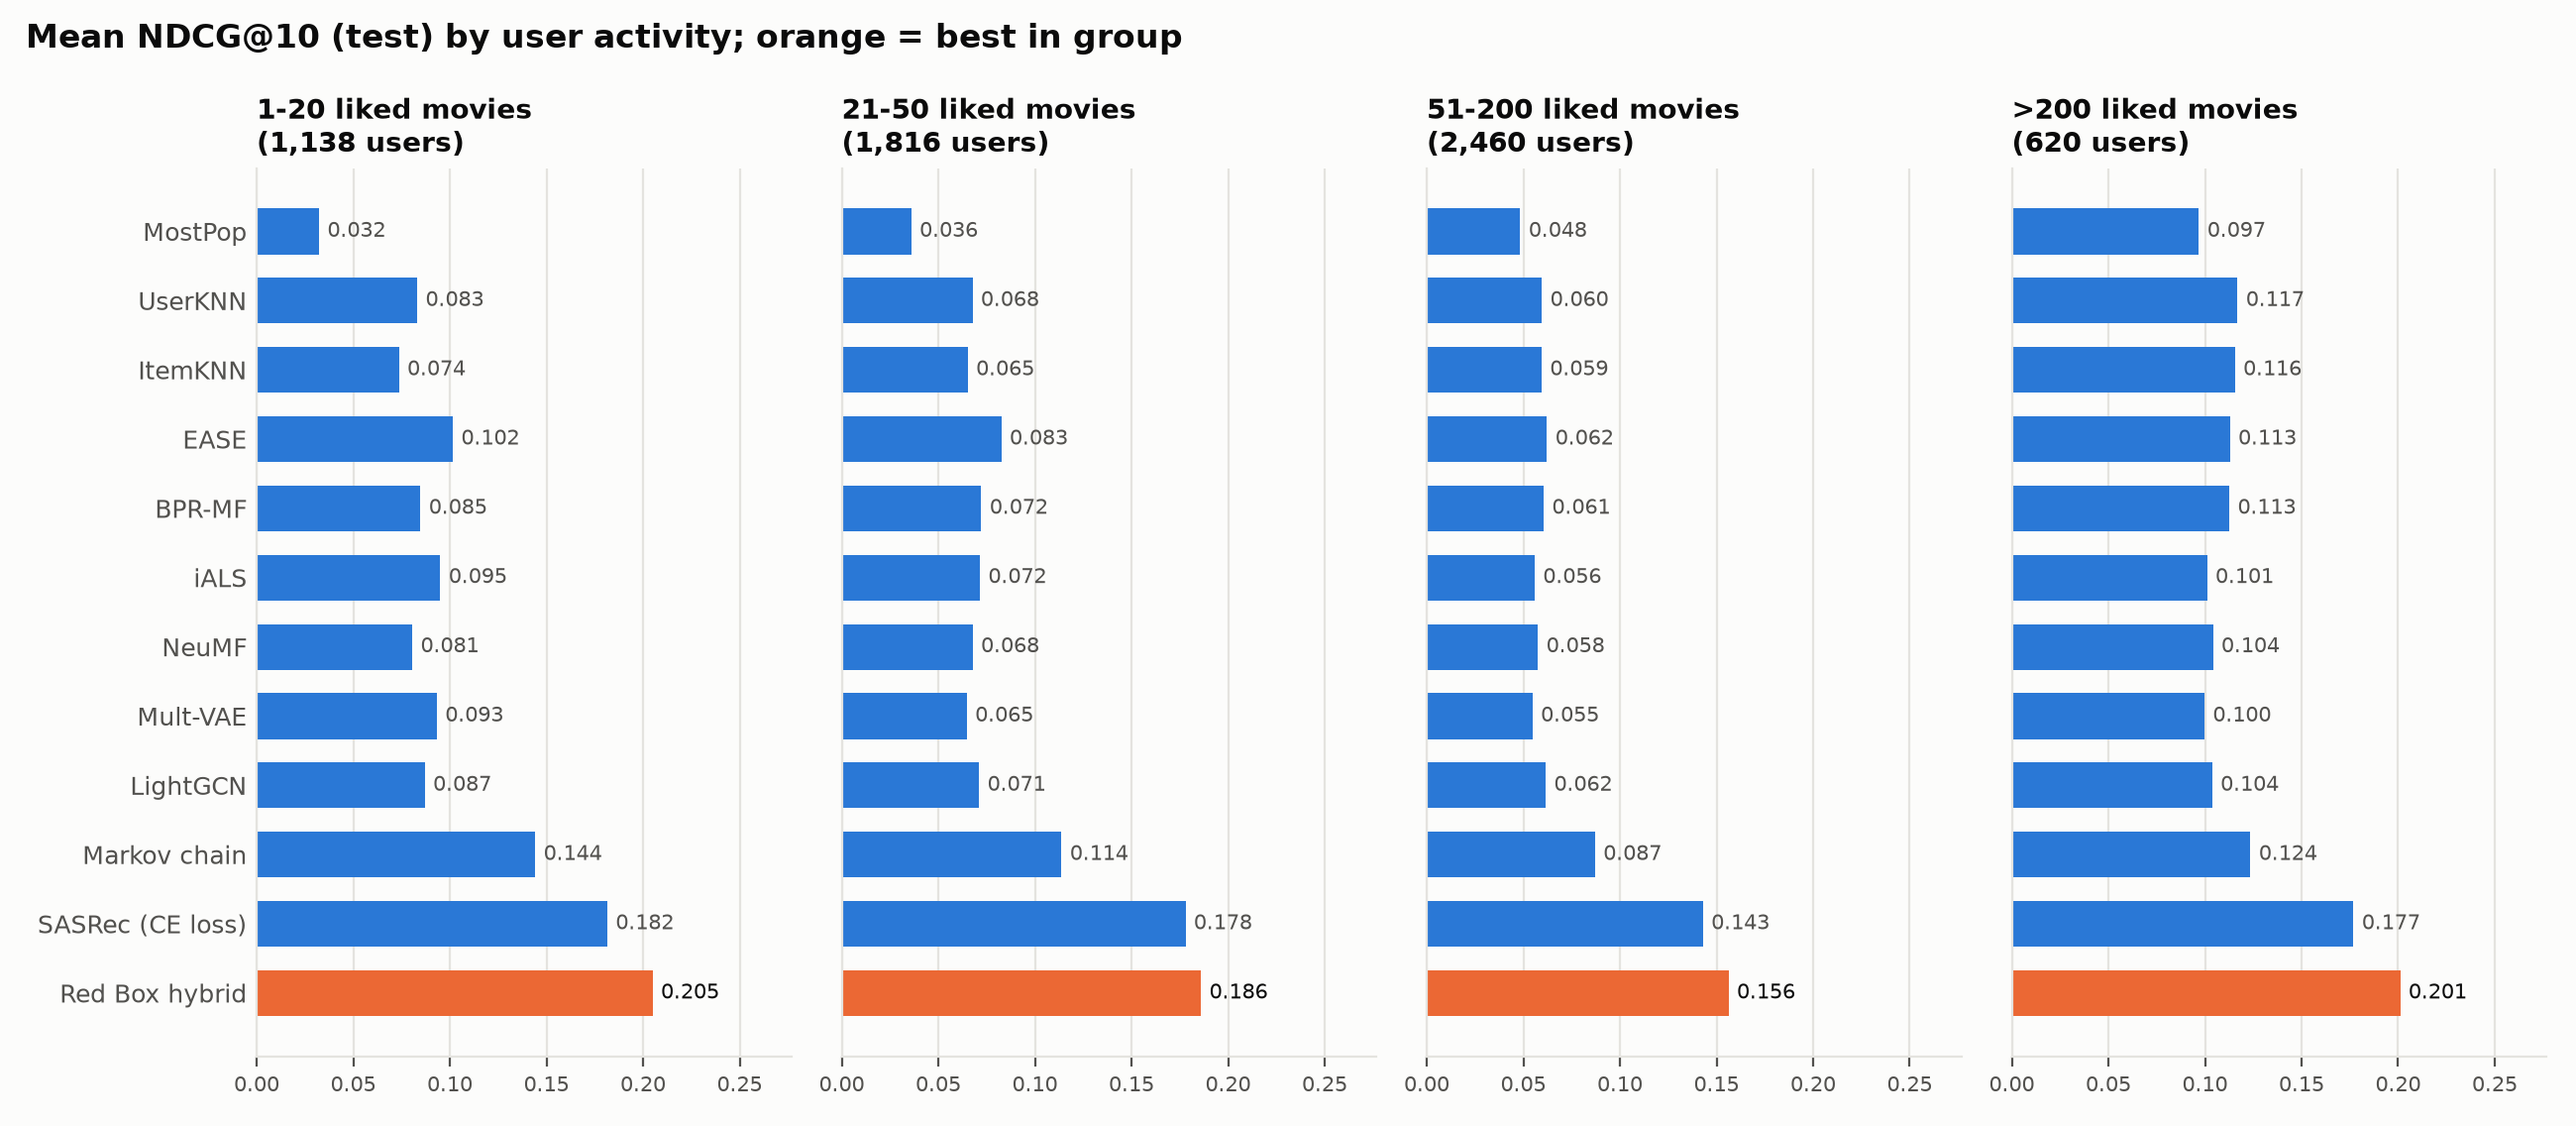 Mean NDCG@10 (test) by user activity; orange = best in group
1-20 liked movies
(1,138 users)
21-50 liked movies
(1,816 users)
51-200 liked movies
(2,460 users)
>200 liked movies
(620 users)
MostPop 0.032 0.036 0.048 0.097
UserKNN 0.083 0.068 0.060 0.117
ItemKNN 0.074 0.065 0.059 0.116
EASE 0.102 0.083 0.062 0.113
BPR-MF 0.085 0.072 0.061 0.113
iALS 0.095 0.072 0.056 0.101
NeuMF 0.081 0.068 0.058 0.104
Mult-VAE 0.093 0.065 0.055 0.100
LightGCN 0.087 0.071 0.062 0.104
Markov chain 0.144 0.114 0.087 0.124
SASRec (CE loss) 0.182 0.178 0.143 0.177
Red Box hybrid 0.205 0.186 0.156 0.201
0.00 0.05 0.10 0.15 0.20 0.25 0.00 0.05 0.10 0.15 0.20 0.25 0.00 0.05 0.10 0.15 0.20 0.25 0.00 0.05 0.10 0.15 0.20 0.25